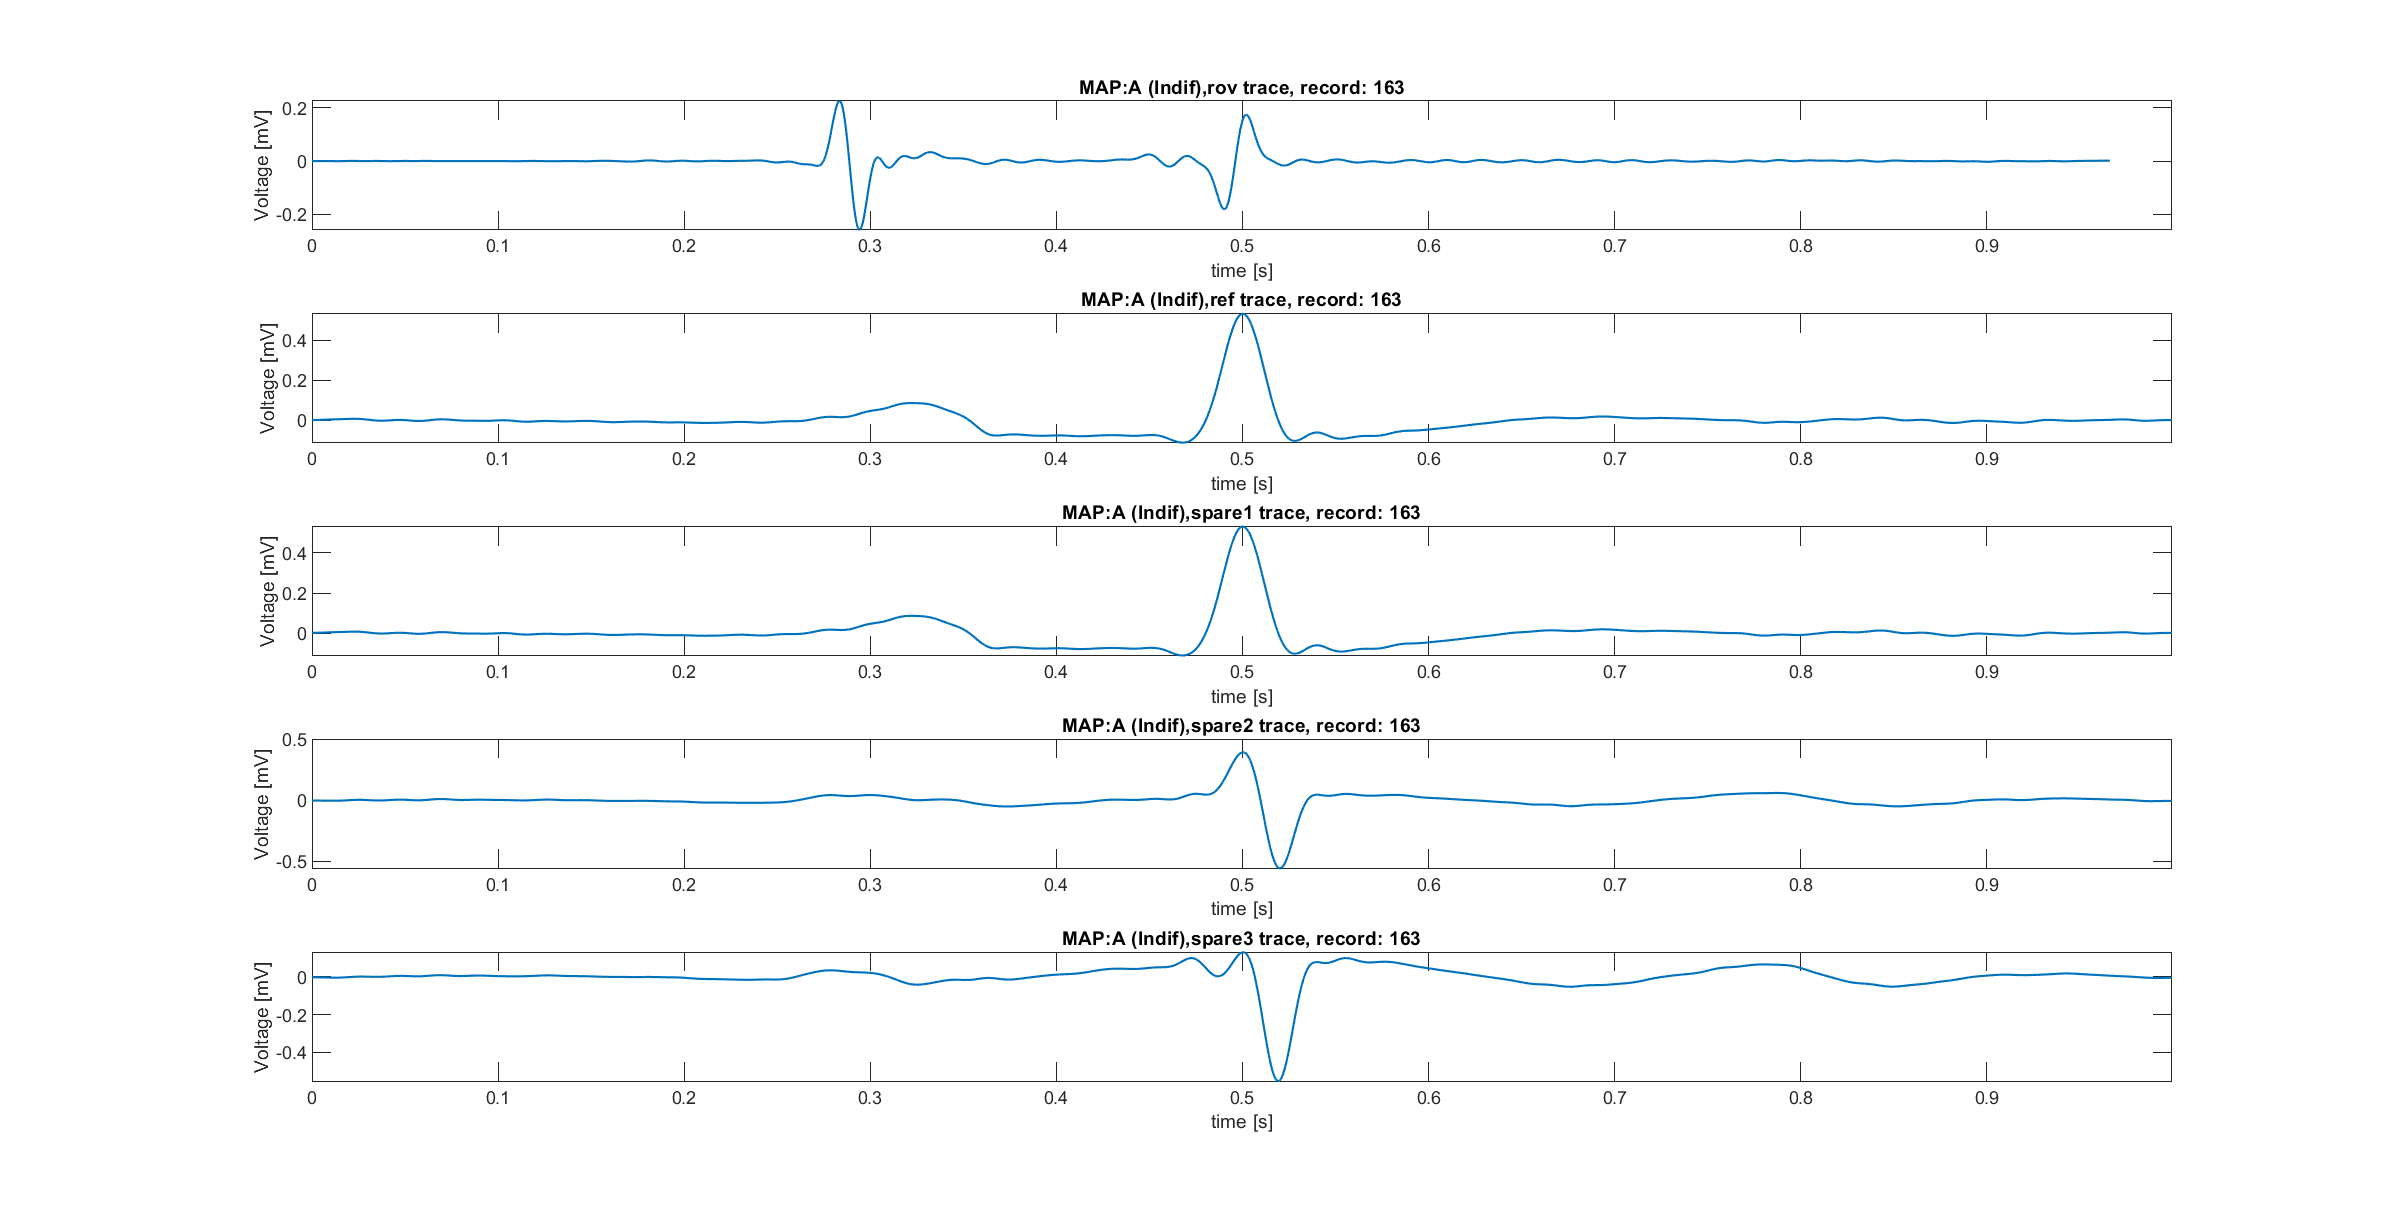 MAP:A (Indif),rov trace, record: 163
Voltage [mV]
0.2
0
-0.2
0 0.1 0.2 0.3 0.4 0.5 0.6 0.7 0.8 0.9
time [s]
MAP:A (Indif),ref trace, record: 163
Voltage [mV]
0.4
0.2
0
0 0.1 0.2 0.3 0.4 0.5 0.6 0.7 0.8 0.9
time [s]
MAP:A (Indif),spare1 trace, record: 163
Voltage [mV]
0.4
0.2
0
0 0.1 0.2 0.3 0.4 0.5 0.6 0.7 0.8 0.9
time [s]
MAP:A (Indif),spare2 trace, record: 163
Voltage [mV]
0.5
0
-0.5
0 0.1 0.2 0.3 0.4 0.5 0.6 0.7 0.8 0.9
time [s]
MAP:A (Indif),spare3 trace, record: 163
Voltage [mV]
0
-0.2
-0.4
0 0.1 0.2 0.3 0.4 0.5 0.6 0.7 0.8 0.9
time [s]